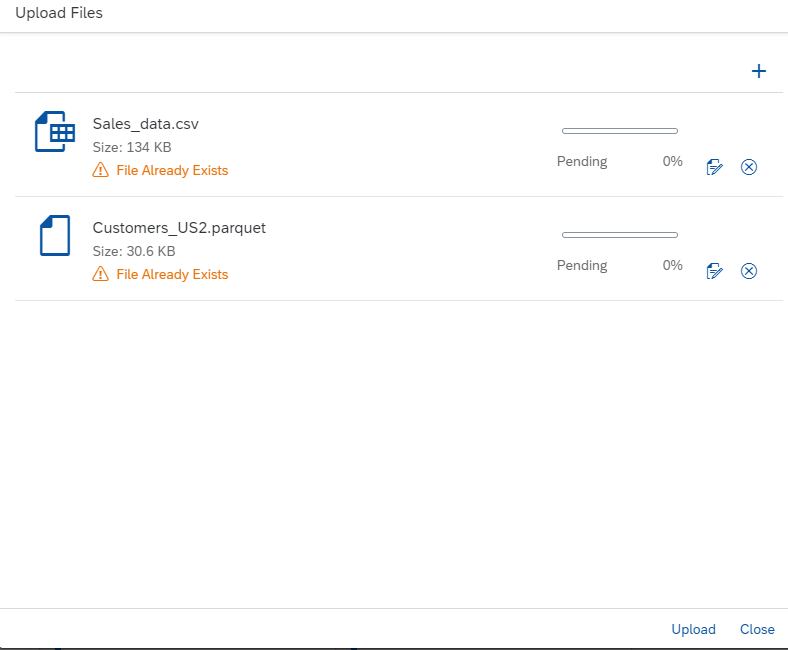 Upload Files
Sales_data.csv
Size: 134 KB
File Already Exists
Pending 0%
Customers_US2.parquet
Size: 30.6 KB
File Already Exists
Pending 0%
Upload Close